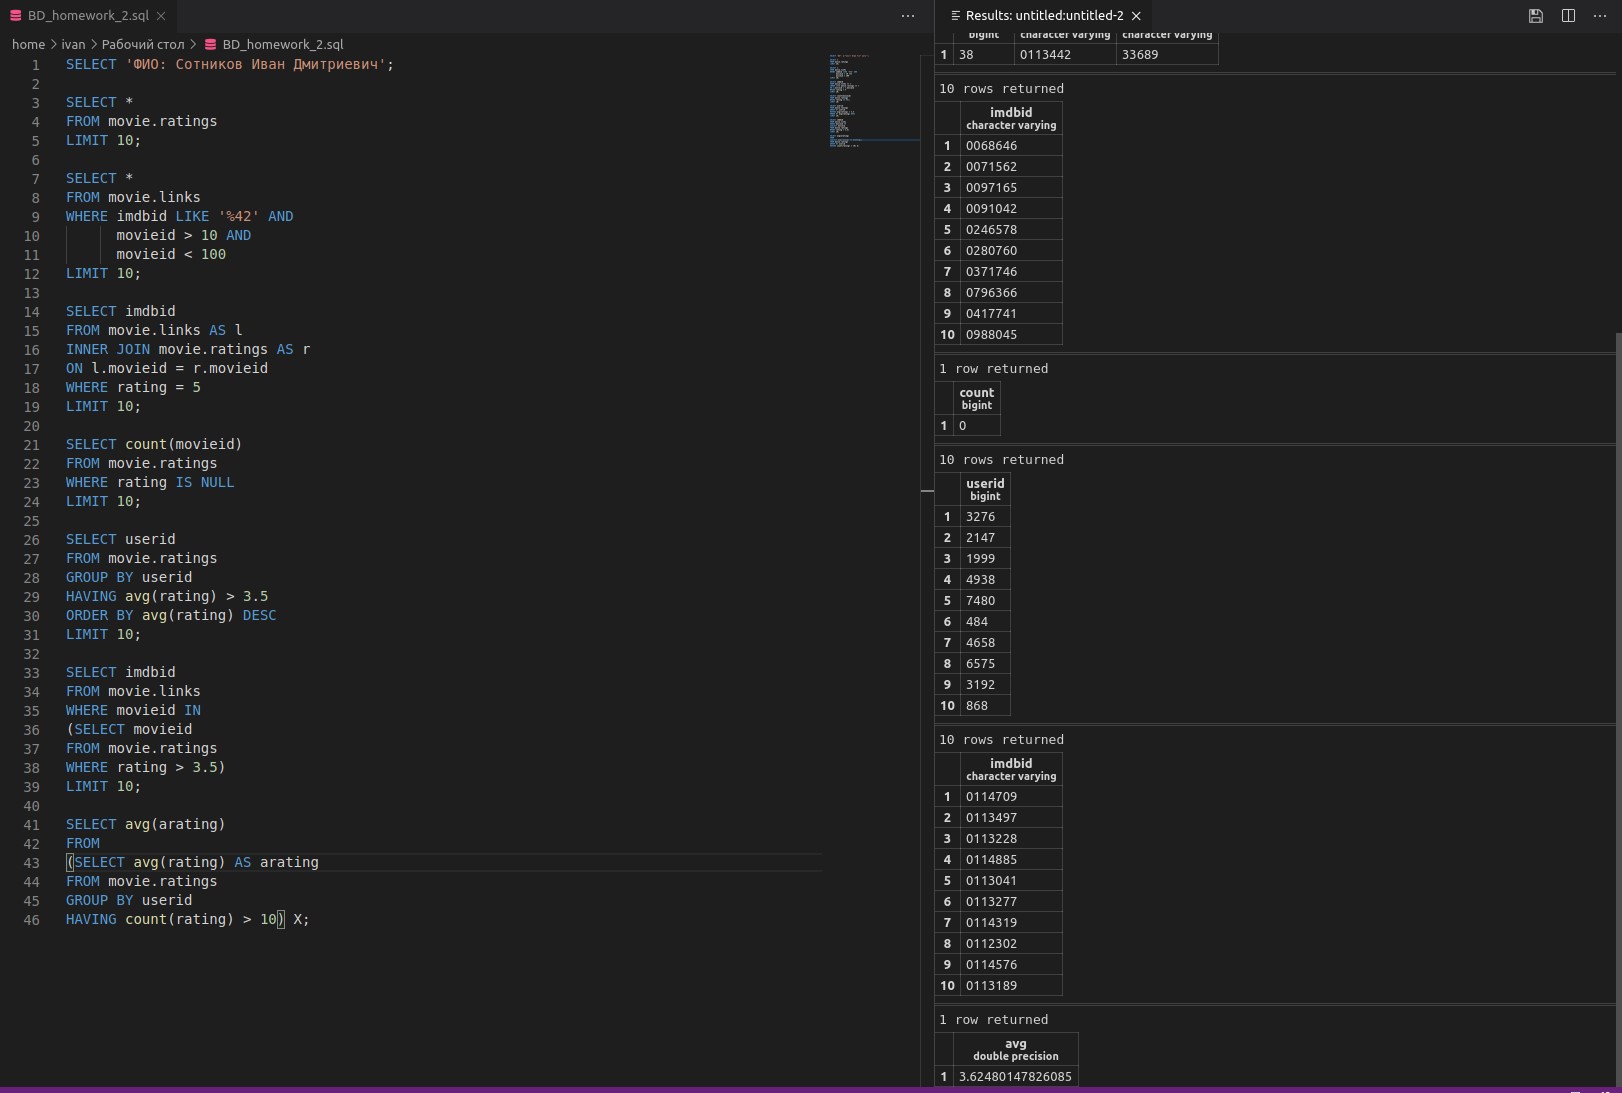 BD_homework_2.sql
home > ivan > Рабочий стол > BD_homework_2.sql
1 SELECT 'ФИО: Сотников Иван Дмитриевич';
2
3 SELECT *
4 FROM movie.ratings
5 LIMIT 10;
6
7 SELECT *
8 FROM movie.links
9 WHERE imdbid LIKE '%42' AND
10 movieid > 10 AND
11 movieid < 100
12 LIMIT 10;
13
14 SELECT imdbid
15 FROM movie.links AS l
16 INNER JOIN movie.ratings AS r
17 ON l.movieid = r.movieid
18 WHERE rating = 5
19 LIMIT 10;
20
21 SELECT count(movieid)
22 FROM movie.ratings
23 WHERE rating IS NULL
24 LIMIT 10;
25
26 SELECT userid
27 FROM movie.ratings
28 GROUP BY userid
29 HAVING avg(rating) > 3.5
30 ORDER BY avg(rating) DESC
31 LIMIT 10;
32
33 SELECT imdbid
34 FROM movie.links
35 WHERE movieid IN
36 (SELECT movieid
37 FROM movie.ratings
38 WHERE rating > 3.5)
39 LIMIT 10;
40
41 SELECT avg(arating)
42 FROM
43 (SELECT avg(rating) AS arating
44 FROM movie.ratings
45 GROUP BY userid
46 HAVING count(rating) > 10) X;
Results: untitled:untitled-2
bigint character varying character varying
1 38 0113442 33689
10 rows returned
imdbid
character varying
1 0068646
2 0071562
3 0097165
4 0091042
5 0246578
6 0280760
7 0371746
8 0796366
9 0417741
10 0988045
1 row returned
count
bigint
1 0
10 rows returned
userid
bigint
1 3276
2 2147
3 1999
4 4938
5 7480
6 484
7 4658
8 6575
9 3192
10 868
10 rows returned
imdbid
character varying
1 0114709
2 0113497
3 0113228
4 0114885
5 0113041
6 0113277
7 0114319
8 0112302
9 0114576
10 0113189
1 row returned
avg
double precision
1 3.62480147826085